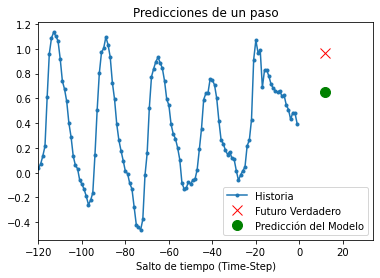 Predicciones de un paso
1.2
1.0
0.8
0.6
0.4
0.2
0.0
−0.2
−0.4
Historia
Futuro Verdadero
Predicción del Modelo
−120 −100 −80 −60 −40 −20 0 20
Salto de tiempo (Time-Step)